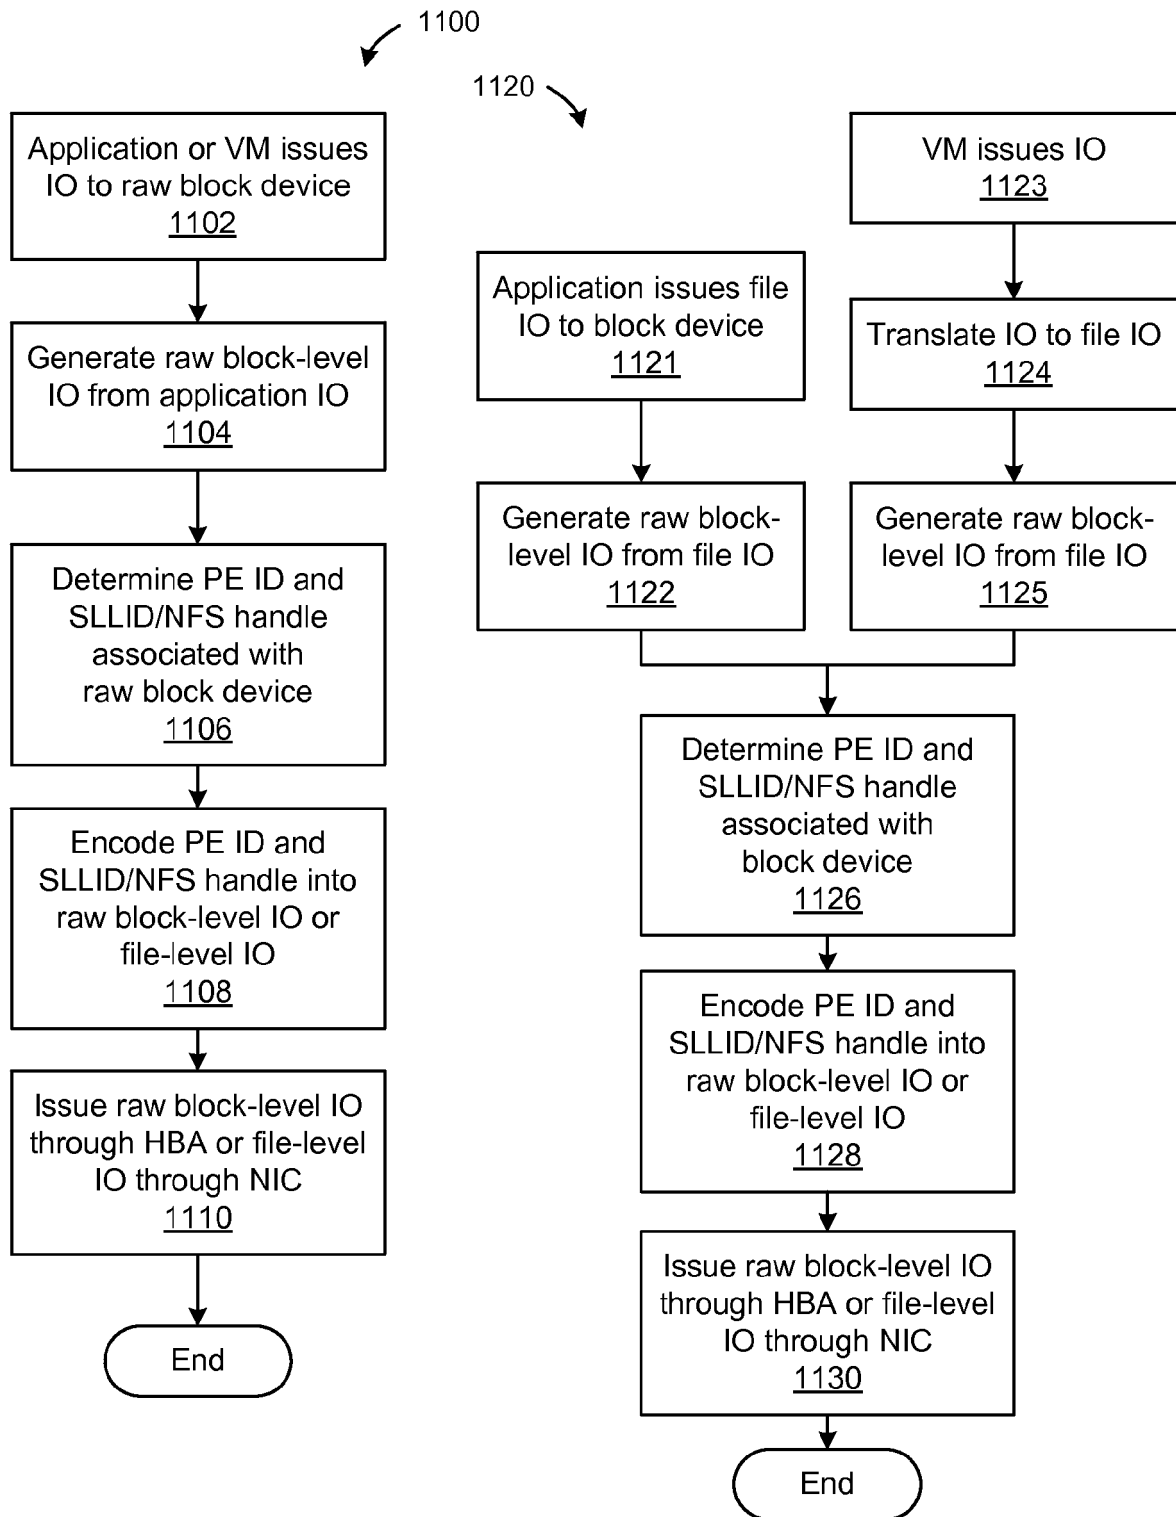 1100
1120
Application or VM issues
IO to raw block device
1102
Generate raw block-level
IO from application IO
1104
Determine PE ID and
SLLID/NFS handle
associated with
raw block device
1106
Encode PE ID and
SLLID/NFS handle into
raw block-level IO or
file-level IO
1108
Issue raw block-level IO
through HBA or file-level
IO through NIC
1110
End
Application issues file
IO to block device
1121
Generate raw block-
level IO from file IO
1122
VM issues IO
1123
Translate IO to file IO
1124
Generate raw block-
level IO from file IO
1125
Determine PE ID and
SLLID/NFS handle
associated with
block device
1126
Encode PE ID and
SLLID/NFS handle into
raw block-level IO or
file-level IO
1128
Issue raw block-level IO
through HBA or file-level
IO through NIC
1130
End